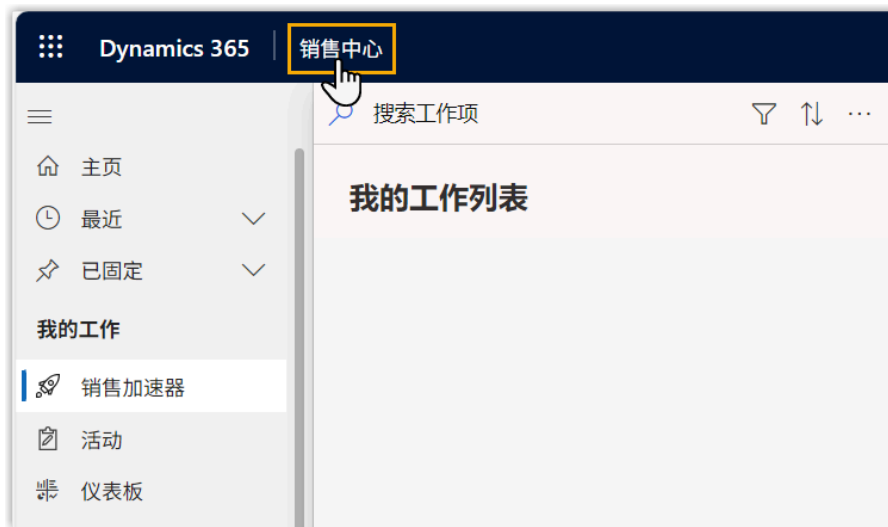 Dynamics 365 销售中心
搜索工作项
主页
最近
已固定
我的工作
销售加速器
活动
仪表板
我的工作列表